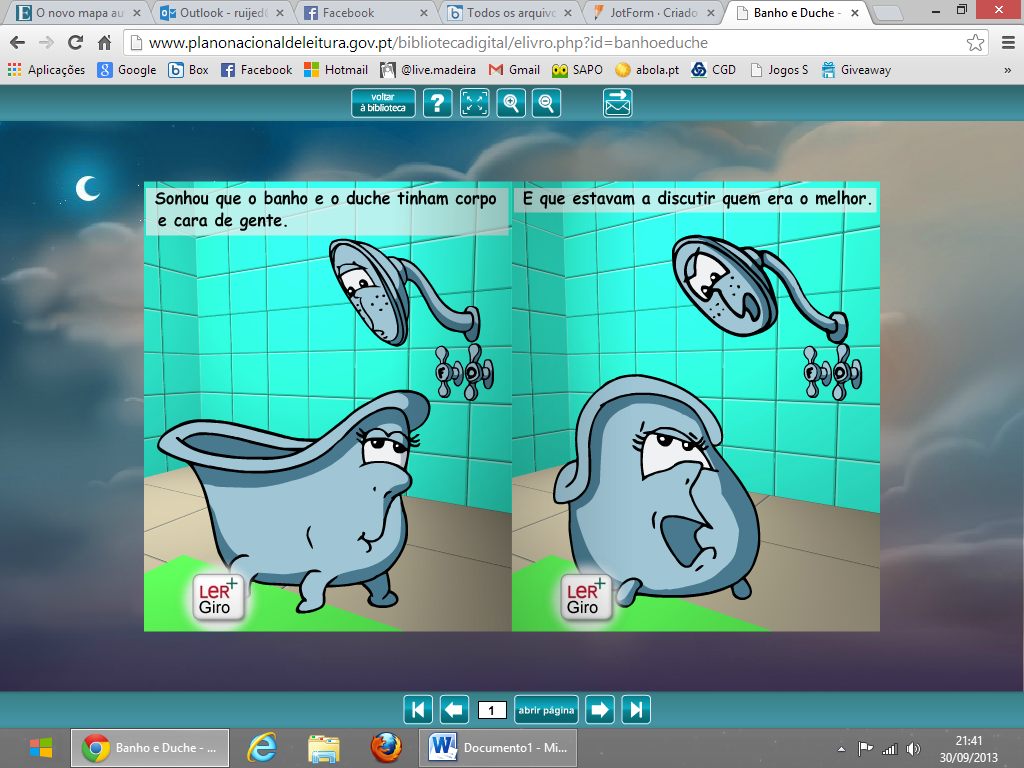 O novo mapa au
Outlook - ruijed
Facebook
Todos os arquivo
JotForm · Criado
Banho e Duche -
www.planonacionaldeleitura.gov.pt/bibliotecadigital/elivro.php?id=banhoeduche
Aplicações Google Box Facebook Hotmail @live.madeira Gmail SAPO abola.pt CGD Jogos S Giveaway »
voltar
à biblioteca
?
Sonhou que o banho e o duche tinham corpo
e cara de gente.
E que estavam a discutir quem era o melhor.
F
LER+
Giro
F
LER+
Giro
1
abrir página
Banho e Duche - ...
Documento1 - Mi...
21:41
30/09/2013